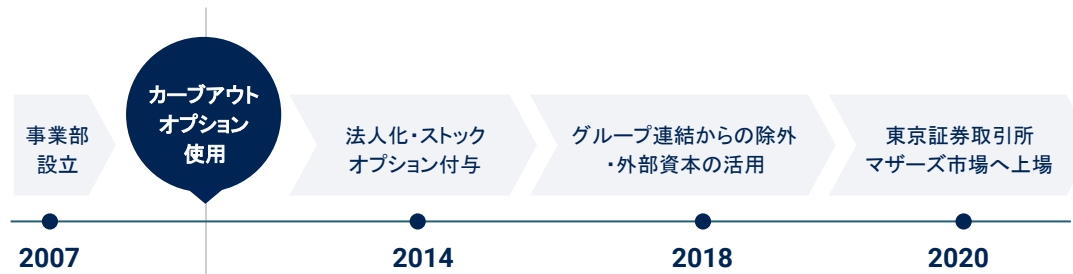 事業部
設立
カーブアウト
オプション
使用
法人化・ストック
オプション付与
グループ連結からの除外
・外部資本の活用
東京証券取引所
マザーズ市場へ上場
2007
2014
2018
2020